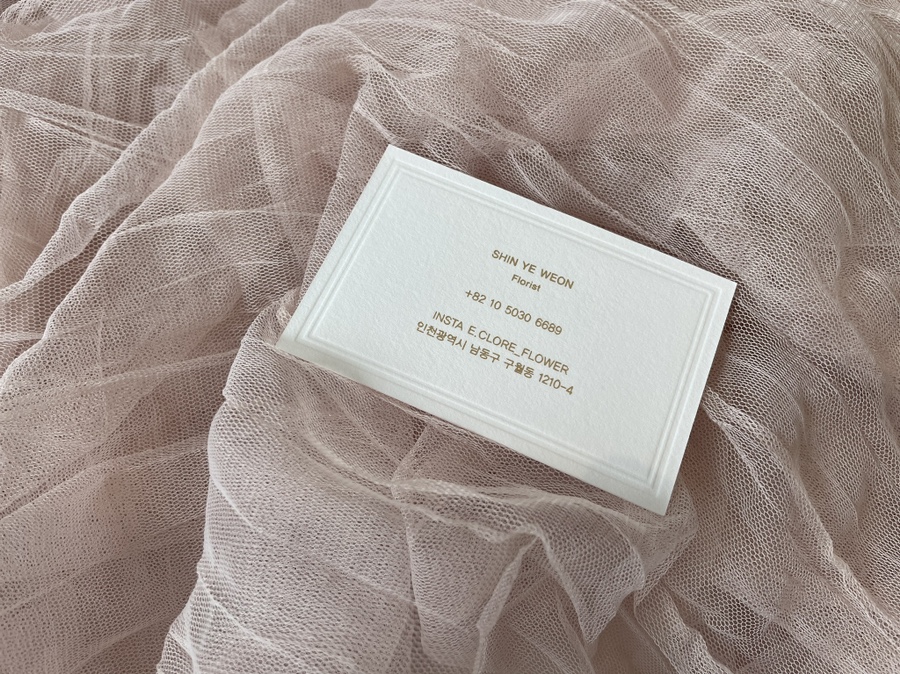 SHIN YE WEON
Florist
+82 10 5030 6689
INSTA E.CLORE_FLOWER
인천광역시 남동구 구월동 1210-4